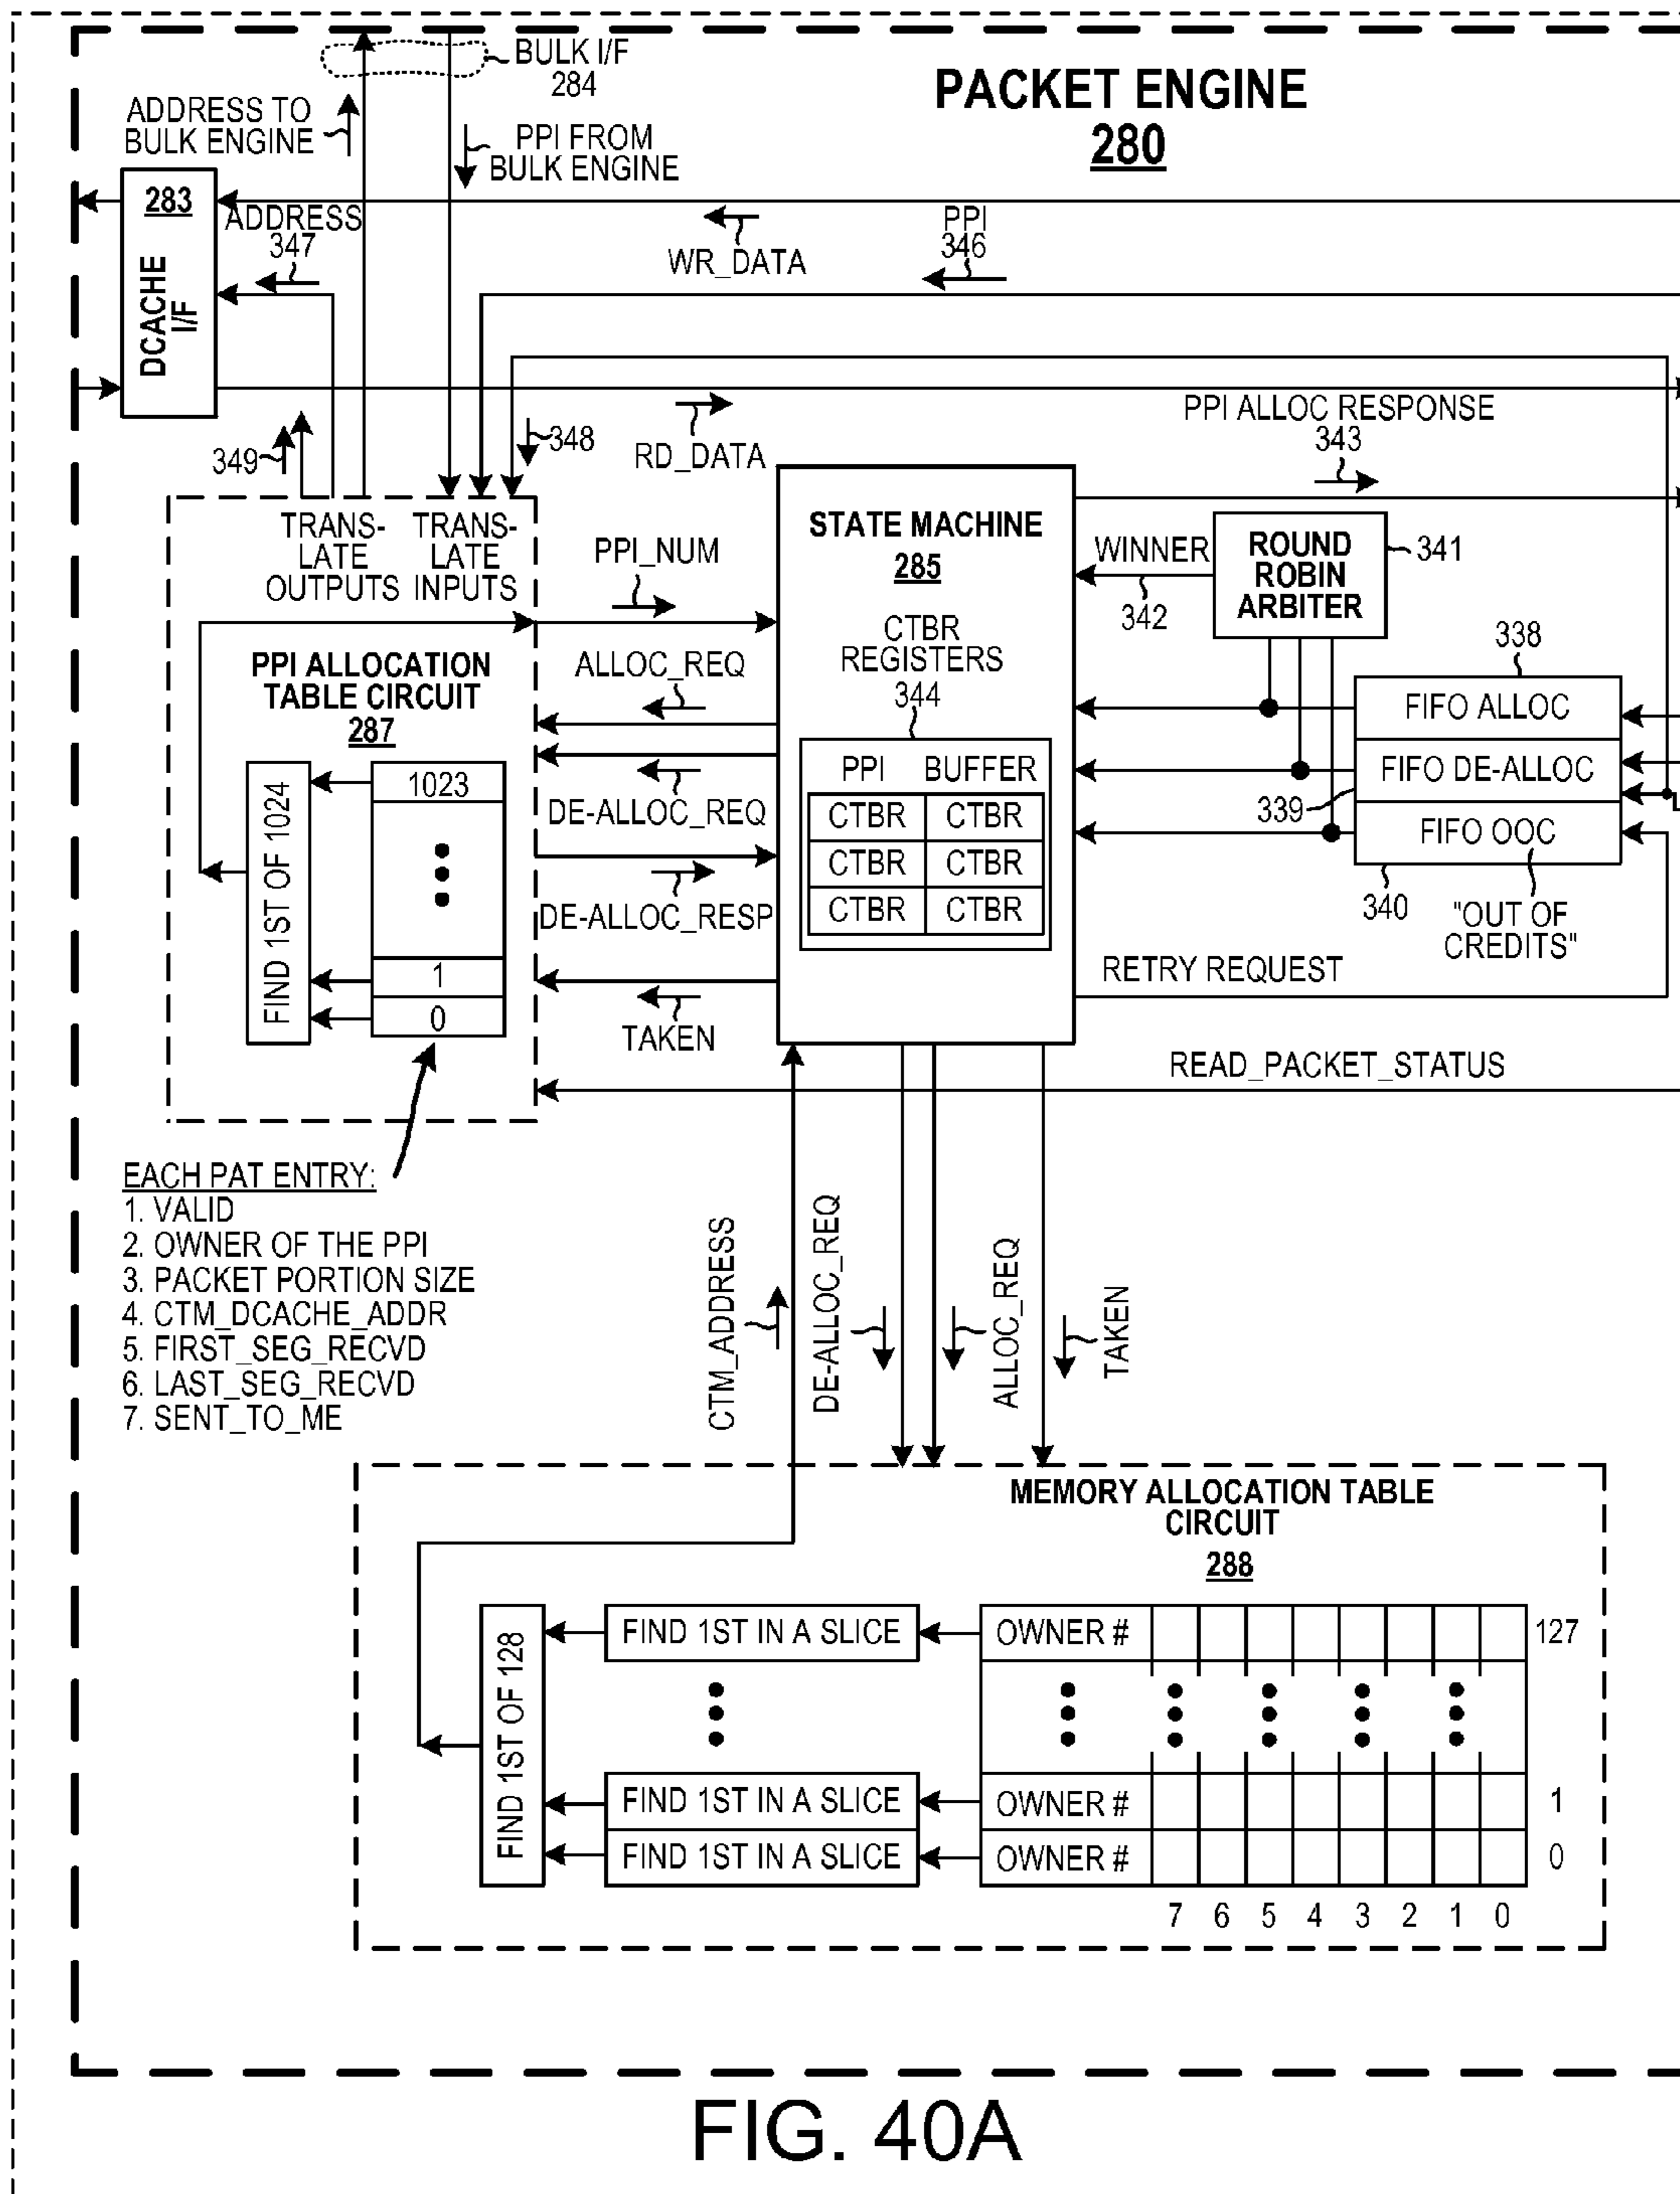 BULK I/F
284
PACKET ENGINE
280
ADDRESS TO
BULK ENGINE
PPI FROM
BULK ENGINE
283
DCACHE
I/F
ADDRESS
347
WR_DATA
PPI
346
349
348
RD_DATA
PPI ALLOC RESPONSE
343
TRANS-
LATE
OUTPUTS
TRANS-
LATE
INPUTS
PPI_NUM
STATE MACHINE
285
WINNER
342
ROUND
ROBIN
ARBITER
341
PPI ALLOCATION
TABLE CIRCUIT
287
ALLOC_REQ
CTBR
REGISTERS
344
338
FIFO ALLOC
FIFO DE-ALLOC
339
FIFO OOC
340
"OUT OF
CREDITS"
FIND 1ST OF 1024
1023
1
0
DE-ALLOC_REQ
DE-ALLOC_RESP
PPI BUFFER
CTBR CTBR
CTBR CTBR
CTBR CTBR
TAKEN
RETRY REQUEST
READ_PACKET_STATUS
EACH PAT ENTRY:
1. VALID
2. OWNER OF THE PPI
3. PACKET PORTION SIZE
4. CTM_DCACHE_ADDR
5. FIRST_SEG_RECVD
6. LAST_SEG_RECVD
7. SENT_TO_ME
CTM_ADDRESS
DE-ALLOC_REQ
ALLOC_REQ
TAKEN
MEMORY ALLOCATION TABLE
CIRCUIT
288
FIND 1ST OF 128
FIND 1ST IN A SLICE OWNER # 127
FIND 1ST IN A SLICE OWNER # 1
FIND 1ST IN A SLICE OWNER # 0
7 6 5 4 3 2 1 0
FIG. 40A